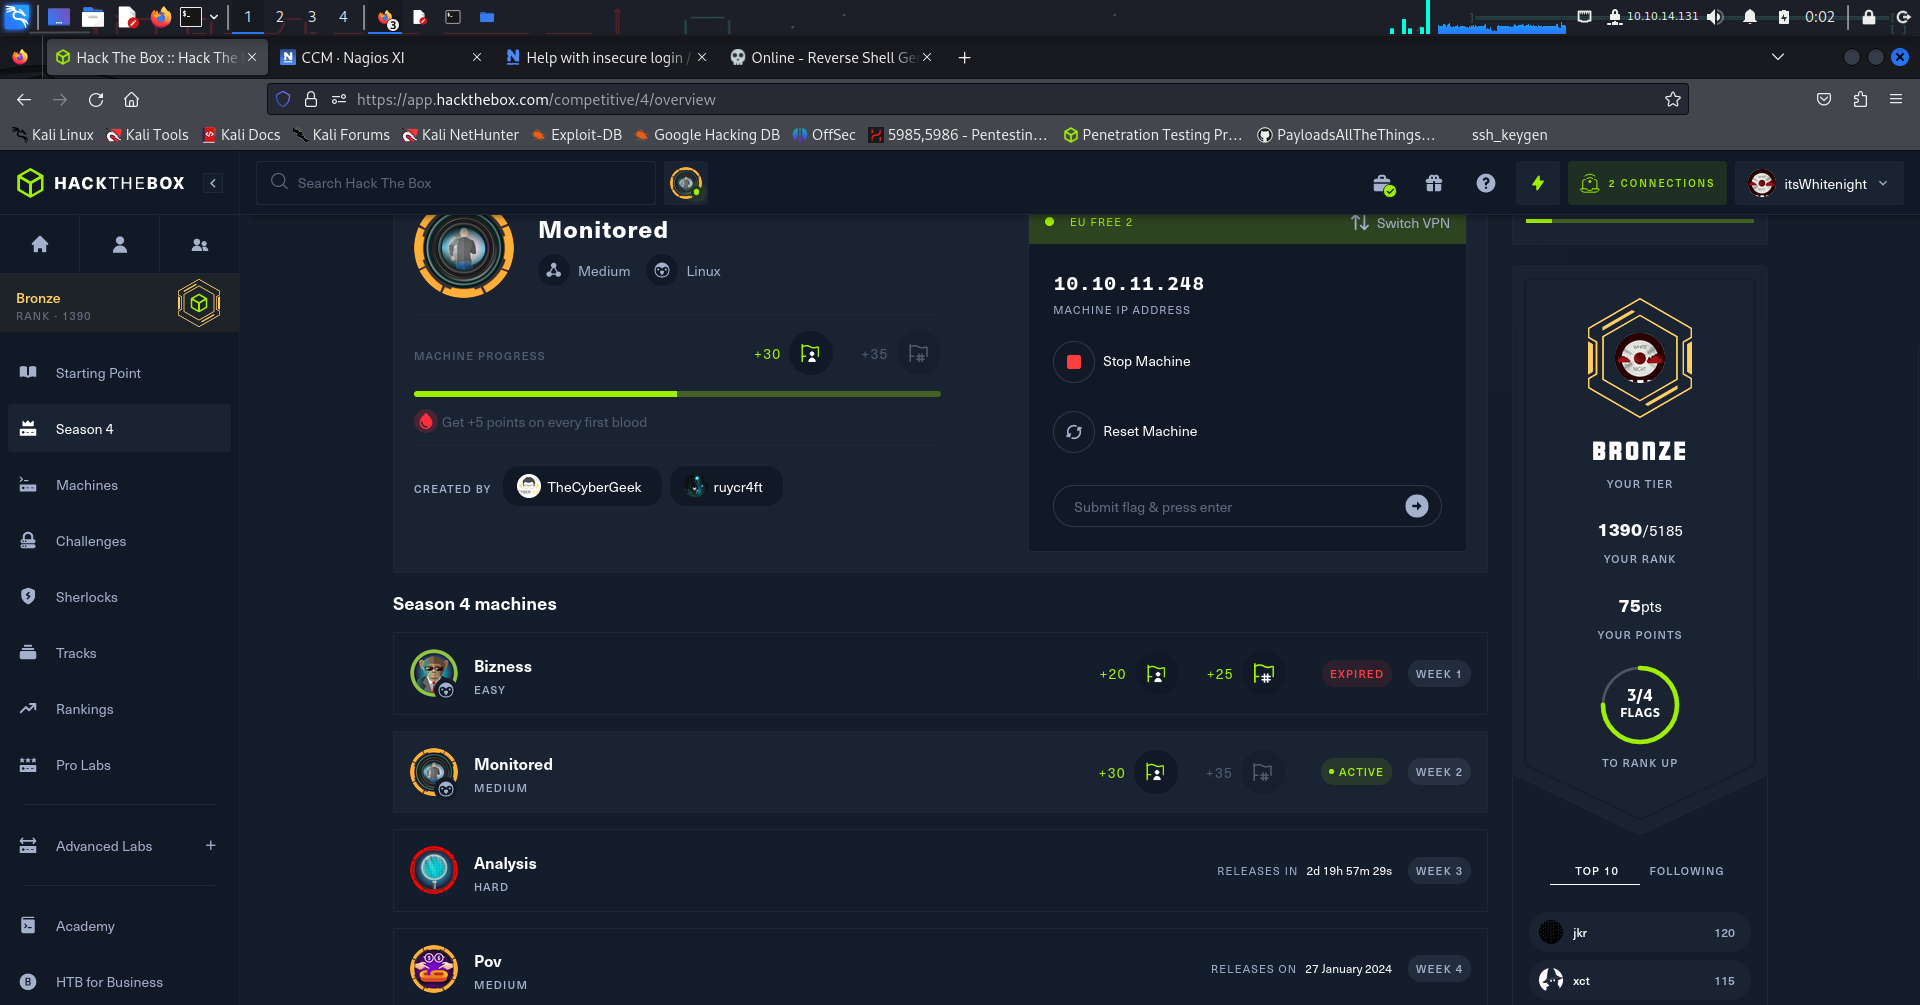 1
2
3
4
3
10.10.14.131
0:02
Hack The Box :: Hack The
CCM · Nagios XI
Help with insecure login /
Online - Reverse Shell Ge
https://app.hackthebox.com/competitive/4/overview
Kali Linux
Kali Tools
Kali Docs
Kali Forums
Kali NetHunter
Exploit-DB
Google Hacking DB
OffSec
5985,5986 - Pentestin…
Penetration Testing Pr…
PayloadsAllTheThings…
ssh_keygen
HACKTHEBOX
Search Hack The Box
2 CONNECTIONS
itsWhitenight
Bronze
RANK - 1390
Starting Point
Season 4
Machines
Challenges
Sherlocks
Tracks
Rankings
Pro Labs
Advanced Labs
Academy
HTB for Business
Monitored
Medium
Linux
MACHINE PROGRESS
+30
+35
Get +5 points on every first blood
CREATED BY
TheCyberGeek
ruycr4ft
EU FREE 2
Switch VPN
10.10.11.248
MACHINE IP ADDRESS
Stop Machine
Reset Machine
Submit flag & press enter
Season 4 machines
Bizness
EASY
+20
+25
EXPIRED
WEEK 1
Monitored
MEDIUM
+30
+35
ACTIVE
WEEK 2
Analysis
HARD
RELEASES IN 2d 19h 57m 29s
WEEK 3
Pov
MEDIUM
RELEASES ON 27 January 2024
WEEK 4
BRONZE
YOUR TIER
1390/5185
YOUR RANK
75pts
YOUR POINTS
3/4
FLAGS
TO RANK UP
TOP 10
FOLLOWING
jkr
120
xct
115